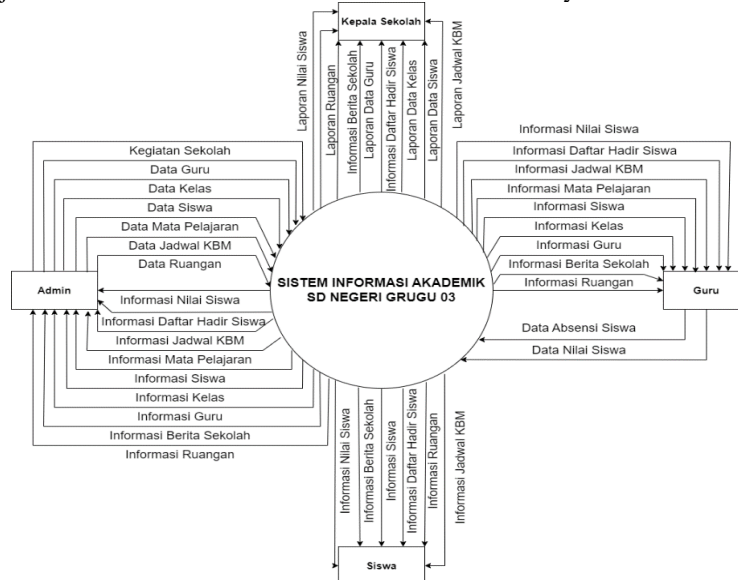 Kepala Sekolah
Laporan Nilai Siswa
Laporan Ruangan
Informasi Berita Sekolah
Laporan Data Guru
Informasi Daftar Hadir Siswa
Laporan Data Kelas
Laporan Data Siswa
Laporan Jadwal KBM
Kegiatan Sekolah
Data Guru
Data Kelas
Data Siswa
Data Mata Pelajaran
Data Jadwal KBM
Data Ruangan
Admin
Informasi Nilai Siswa
Informasi Daftar Hadir Siswa
Informasi Jadwal KBM
Informasi Mata Pelajaran
Informasi Siswa
Informasi Kelas
Informasi Guru
Informasi Berita Sekolah
Informasi Ruangan
SISTEM INFORMASI AKADEMIK
SD NEGERI GRUGU 03
Informasi Nilai Siswa
Informasi Daftar Hadir Siswa
Informasi Jadwal KBM
Informasi Mata Pelajaran
Informasi Siswa
Informasi Kelas
Informasi Guru
Informasi Berita Sekolah
Informasi Ruangan
Guru
Data Absensi Siswa
Data Nilai Siswa
Informasi Nilai Siswa
Informasi Berita Sekolah
Informasi Siswa
Informasi Daftar Hadir Siswa
Informasi Ruangan
Informasi Jadwal KBM
Siswa